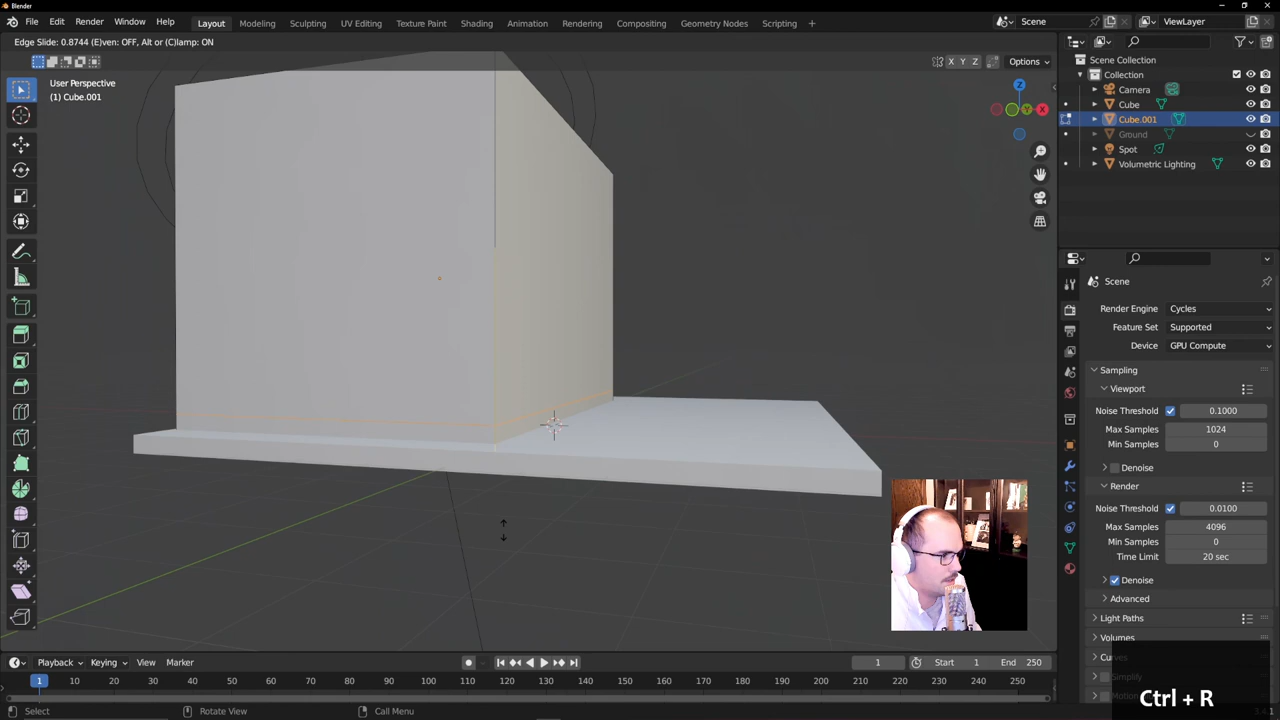 Blender
File Edit Render Window Help
Layout Modeling Sculpting UV Editing Texture Paint Shading Animation Rendering Compositing Geometry Nodes Scripting +
Scene
ViewLayer
Edge Slide: 0.8744 (E)ven: OFF, Alt or (C)lamp: ON
X Y Z
Options
User Perspective
(1) Cube.001
Z
Y
X
Scene Collection
Collection
Camera
Cube
Cube.001
Ground
Spot
Volumetric Lighting
Scene
Render Engine Cycles
Feature Set Supported
Device GPU Compute
Sampling
Viewport
Noise Threshold 0.1000
Max Samples 1024
Min Samples 0
Denoise
Render
Noise Threshold 0.0100
Max Samples 4096
Min Samples 0
Time Limit 20 sec
Denoise
Advanced
Light Paths
Volumes
Simplify
Ctrl + R
Playback Keying View Marker
1
Start 1
End 250
1 10 20 30 40 50 60 70 80 90 100 110 120 130 140 150 160 170 180 190 200 210 220 230 240 250
Select
Rotate View
Call Menu